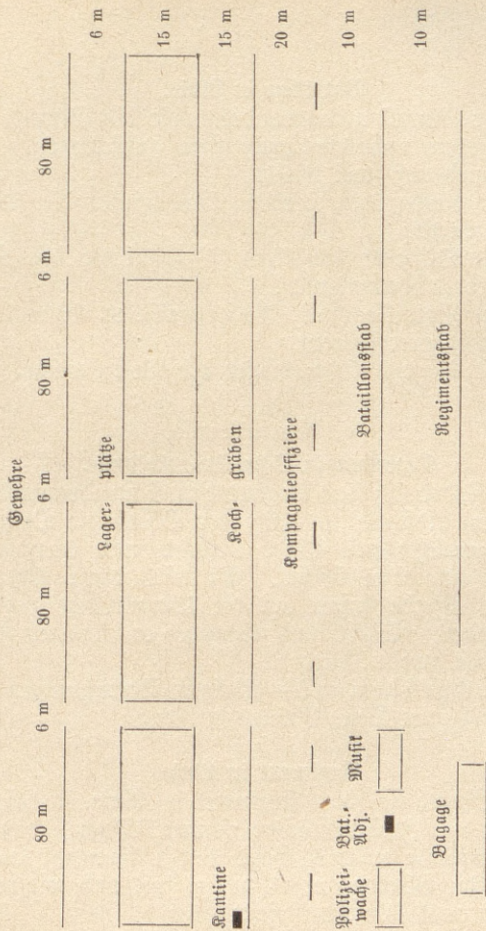 Gewehre
80 m 6 m 80 m 6 m 80 m 6 m 80 m
6 m
Lager- plätze
15 m
Kantine
Koch- gräben 15 m
20 m
Kompagnieoffiziere
Polizei-
wache
Bat.-
Adj.
Musik
Bataillonsstab
10 m
Bagage
Regimentsstab
10 m